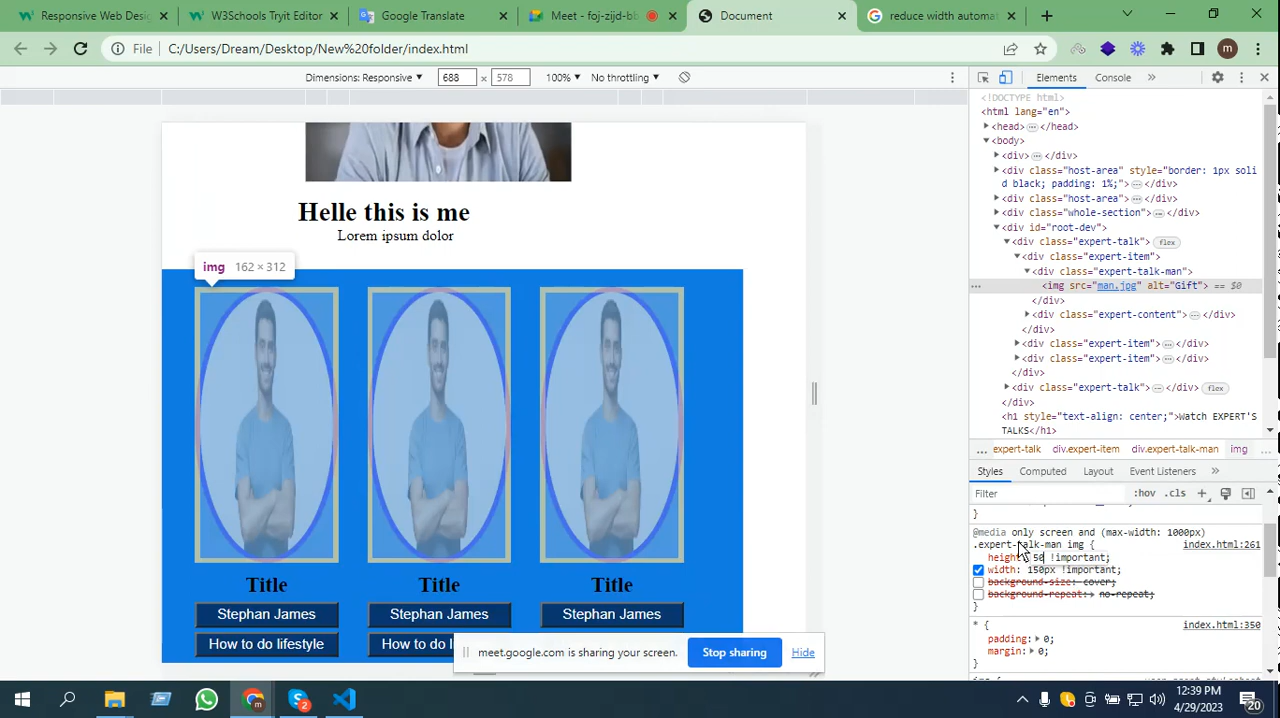 Responsive Web Desig
W3Schools Tryit Editor
Google Translate
Meet - foj-zijd-bb
Document
reduce width automat
File C:/Users/Dream/Desktop/New%20folder/index.html
m
Dimensions: Responsive 688 × 578 100% No throttling
Elements Console »
<!DOCTYPE html>
<html lang="en">
<head> … </head>
<body>
<div> … </div>
<div class="host-area" style="border: 1px soli
d black; padding: 1%;"> … </div>
<div class="host-area"> … </div>
<div class="whole-section"> … </div>
<div id="root-dev">
<div class="expert-talk"> flex
<div class="expert-item">
<div class="expert-talk-man">
… <img src="man.jpg" alt="Gift"> == $0
</div>
<div class="expert-content"> … </div>
</div>
<div class="expert-item"> … </div>
<div class="expert-item"> … </div>
</div>
<div class="expert-talk"> … </div> flex
</div>
<h1 style="text-align: center;">Watch EXPERT'S
TALKS</h1>
… expert-talk div.expert-item div.expert-talk-man img …
Styles Computed Layout Event Listeners »
Filter :hov .cls +
}
@media only screen and (max-width: 1000px)
.expert-talk-man img { index.html:261
height: 50 !important;
width: 150px !important;
background-size: cover;
background-repeat: no-repeat;
}
* { index.html:350
padding: 0;
margin: 0;
}
Helle this is me
Lorem ipsum dolor
img 162 × 312
Title Title Title
Stephan James Stephan James Stephan James
How to do lifestyle How to do l
meet.google.com is sharing your screen. Stop sharing Hide
m
2
12:39 PM
4/29/2023
20